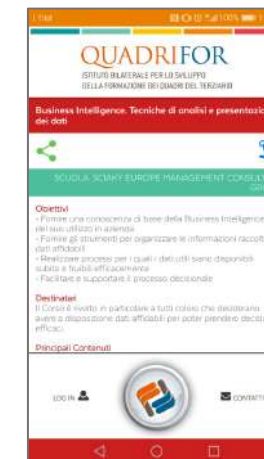 100%
QUADRIFOR
ISTITUTO BILATERALE PER LO SVILUPPO
DELLA FORMAZIONE DEI QUADRI DEL TERZIARIO
Business Intelligence. Tecniche di analisi e presentazio
dei dati
SCUOLA: SCIAKY EUROPE MANAGEMENT CONSULT
Obiettivi
- Fornire una conoscenza di base della Business Intelligence
del suo utilizzo in azienda
- Fornire gli strumenti per organizzare le informazioni raccolt
dati affidabili
- Realizzare processi per i quali i dati utili siano disponibili
subito e fruibili efficacemente
- Facilitare e supportare il processo decisionale
Destinatari
Il Corso è rivolto in particolare a tutti coloro che desiderano
avere a disposizione dati affidabili per poter prendere decisi
efficaci.
Principali Contenuti
LOG IN
CONTATTI